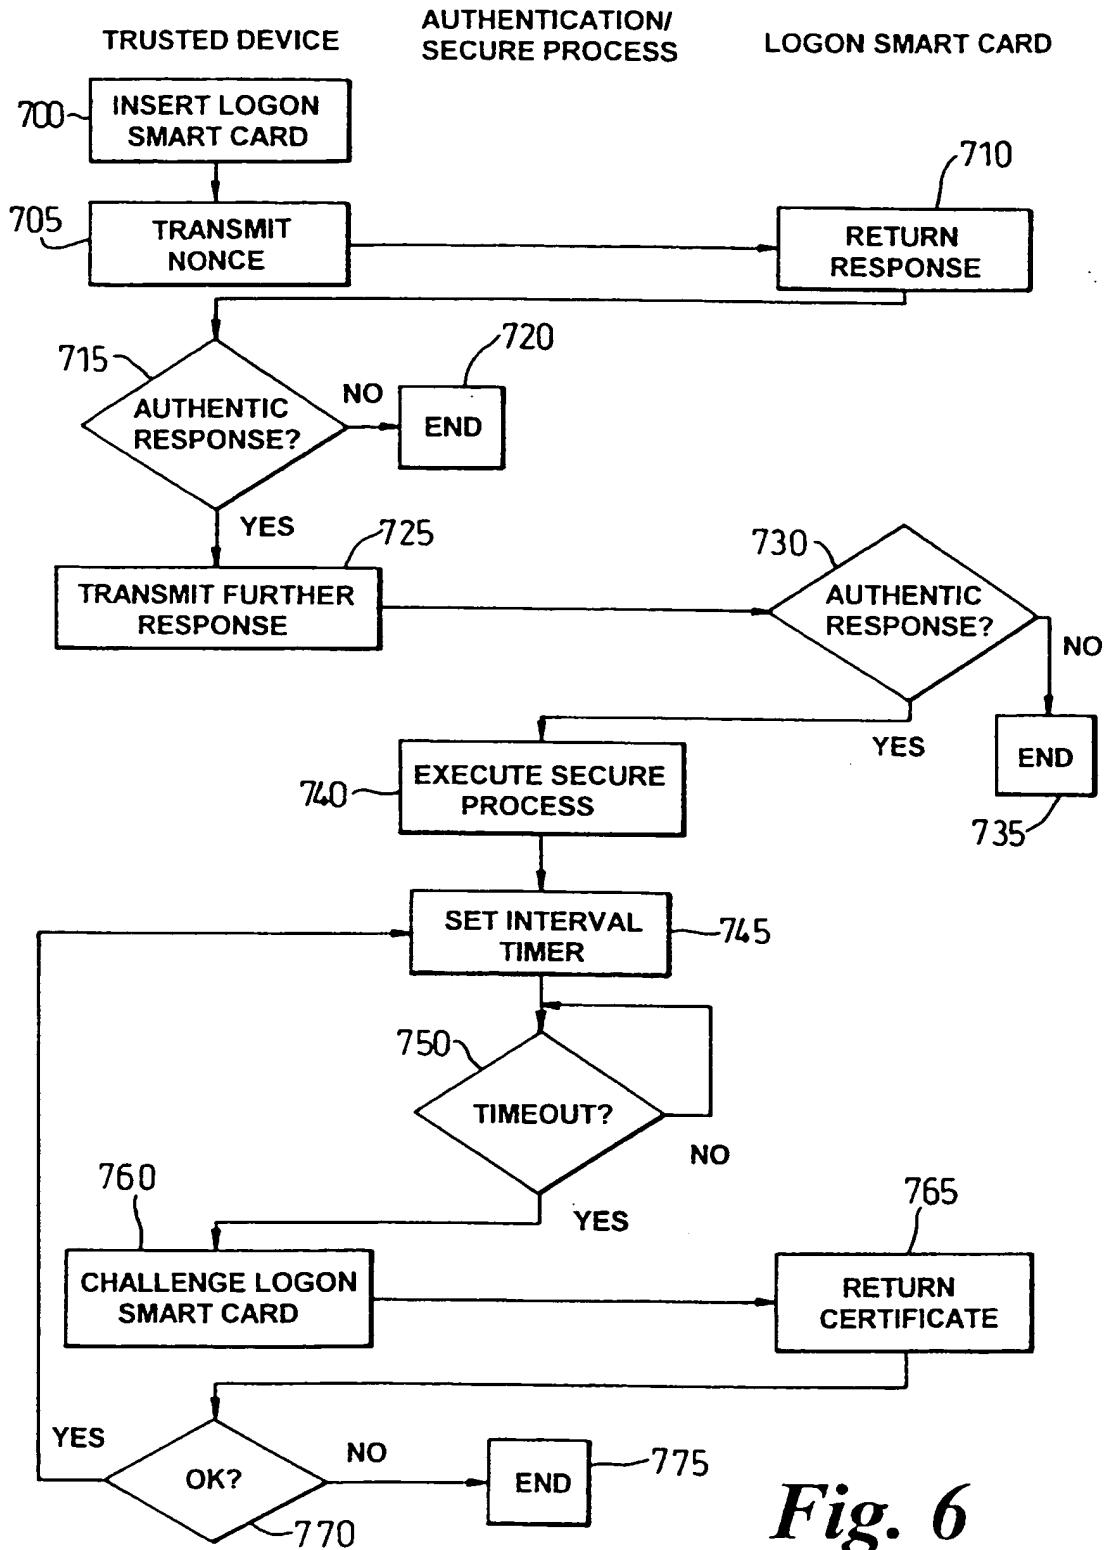 TRUSTED DEVICE
AUTHENTICATION/
SECURE PROCESS
LOGON SMART CARD
700
INSERT LOGON
SMART CARD
705
TRANSMIT
NONCE
710
RETURN
RESPONSE
715
AUTHENTIC
RESPONSE?
NO
720
END
YES
725
TRANSMIT FURTHER
RESPONSE
730
AUTHENTIC
RESPONSE?
NO
YES
END
735
740
EXECUTE SECURE
PROCESS
SET INTERVAL
TIMER
745
750
TIMEOUT?
NO
YES
760
CHALLENGE LOGON
SMART CARD
765
RETURN
CERTIFICATE
YES
OK?
770
NO
END
775
Fig. 6